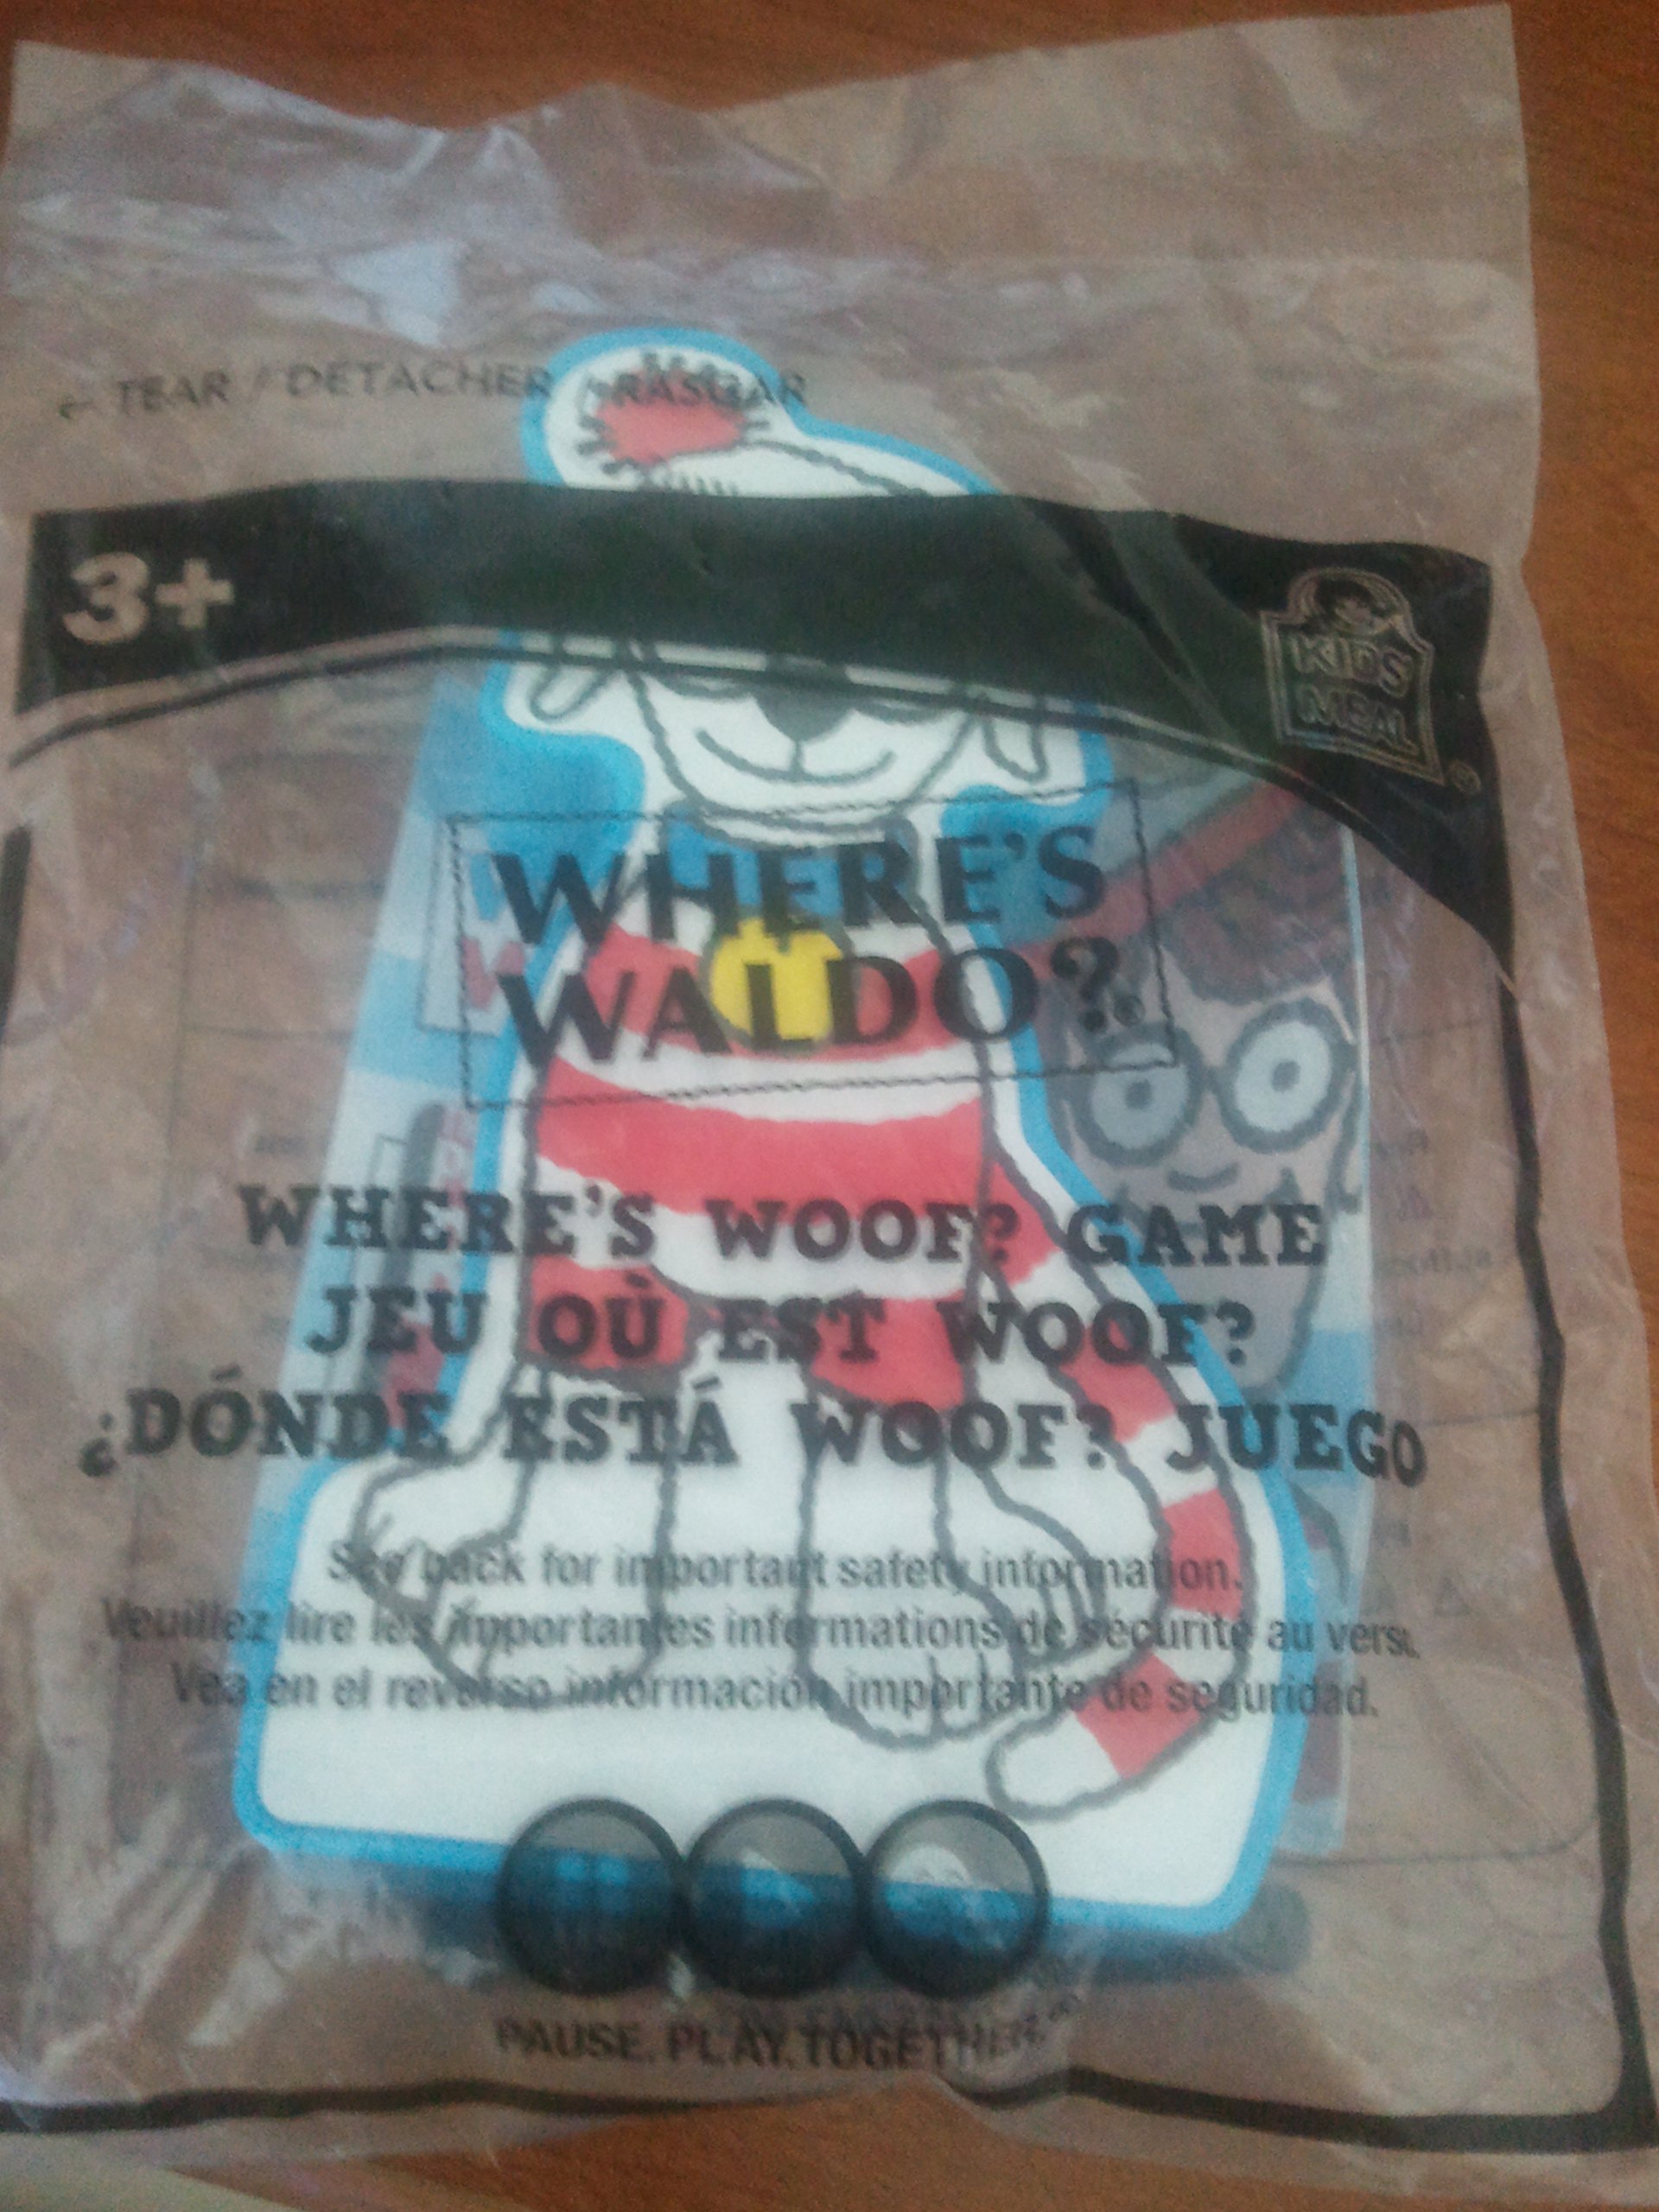 ← TEAR / DÉTACHER / RASGAR
3+
KIDS'
MEAL
®
WHERE'S
WALDO?®
WHERE'S WOOF? GAME
JEU OÙ EST WOOF?
¿DÓNDE ESTÁ WOOF? JUEGO
See back for important safety information.
Veuillez lire les importantes informations de sécurité au verso.
Vea en el reverso información importante de seguridad.
PAUSE. PLAY. TOGETHER.